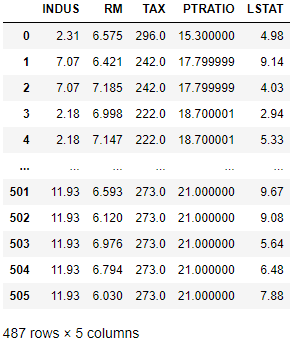 INDUS RM TAX PTRATIO LSTAT
0 2.31 6.575 296.0 15.300000 4.98
1 7.07 6.421 242.0 17.799999 9.14
2 7.07 7.185 242.0 17.799999 4.03
3 2.18 6.998 222.0 18.700001 2.94
4 2.18 7.147 222.0 18.700001 5.33
... ... ... ... ... ...
501 11.93 6.593 273.0 21.000000 9.67
502 11.93 6.120 273.0 21.000000 9.08
503 11.93 6.976 273.0 21.000000 5.64
504 11.93 6.794 273.0 21.000000 6.48
505 11.93 6.030 273.0 21.000000 7.88
487 rows × 5 columns